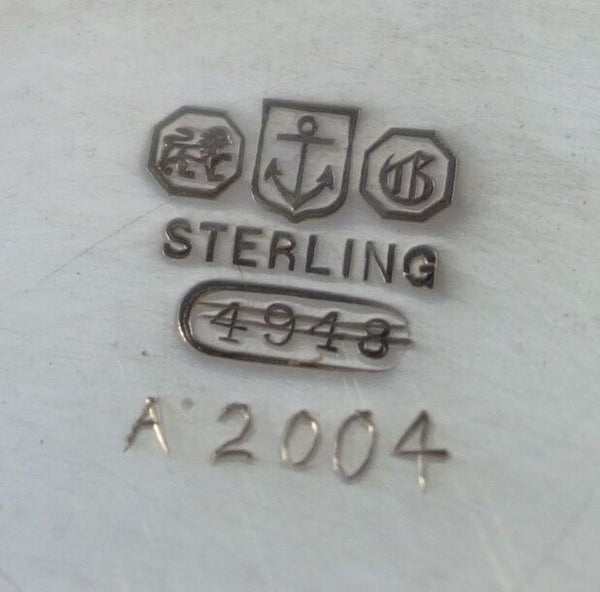 G
STERLING
4948
A 2004